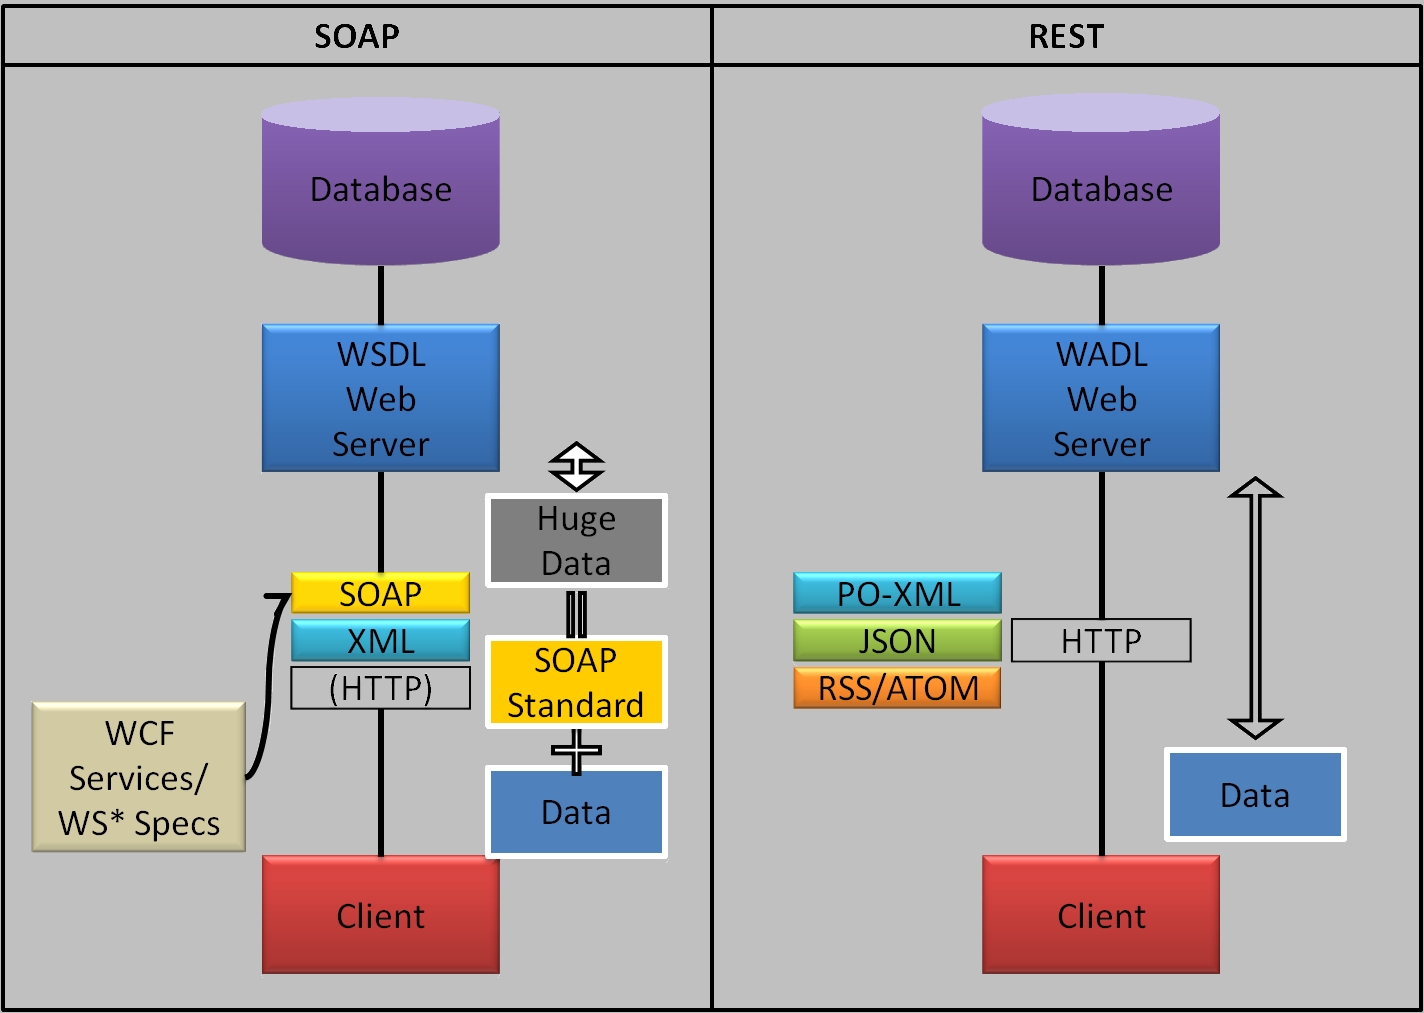 SOAP
REST
Database
WSDL
Web
Server
Huge
Data
SOAP
XML
(HTTP)
SOAP
Standard
WCF
Services/
WS* Specs
Data
Client
Database
WADL
Web
Server
PO-XML
JSON
RSS/ATOM
HTTP
Data
Client